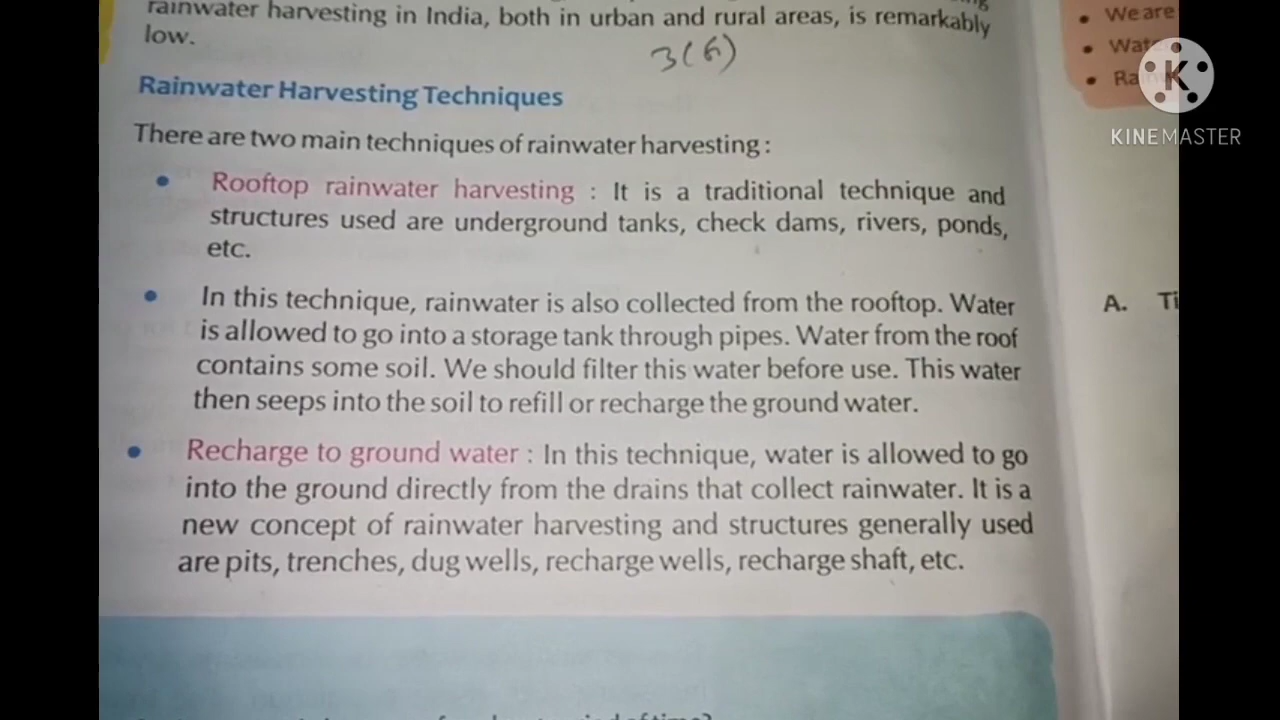 rainwater harvesting in India, both in urban and rural areas, is remarkably
low.
3(6)
Rainwater Harvesting Techniques
There are two main techniques of rainwater harvesting :
• Rooftop rainwater harvesting : It is a traditional technique and
structures used are underground tanks, check dams, rivers, ponds,
etc.
• In this technique, rainwater is also collected from the rooftop. Water
is allowed to go into a storage tank through pipes. Water from the roof
contains some soil. We should filter this water before use. This water
then seeps into the soil to refill or recharge the ground water.
• Recharge to ground water : In this technique, water is allowed to go
into the ground directly from the drains that collect rainwater. It is a
new concept of rainwater harvesting and structures generally used
are pits, trenches, dug wells, recharge wells, recharge shaft, etc.
• We are
•
• Ra
K
KINEMASTER
A. Ti